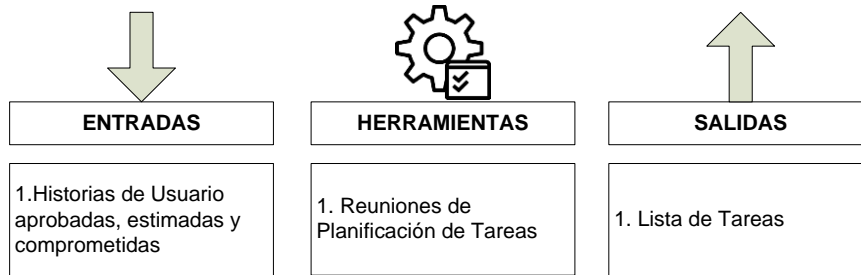 ENTRADAS
HERRAMIENTAS
SALIDAS
1.Historias de Usuario
aprobadas, estimadas y
comprometidas
1. Reuniones de
Planificación de Tareas
1. Lista de Tareas